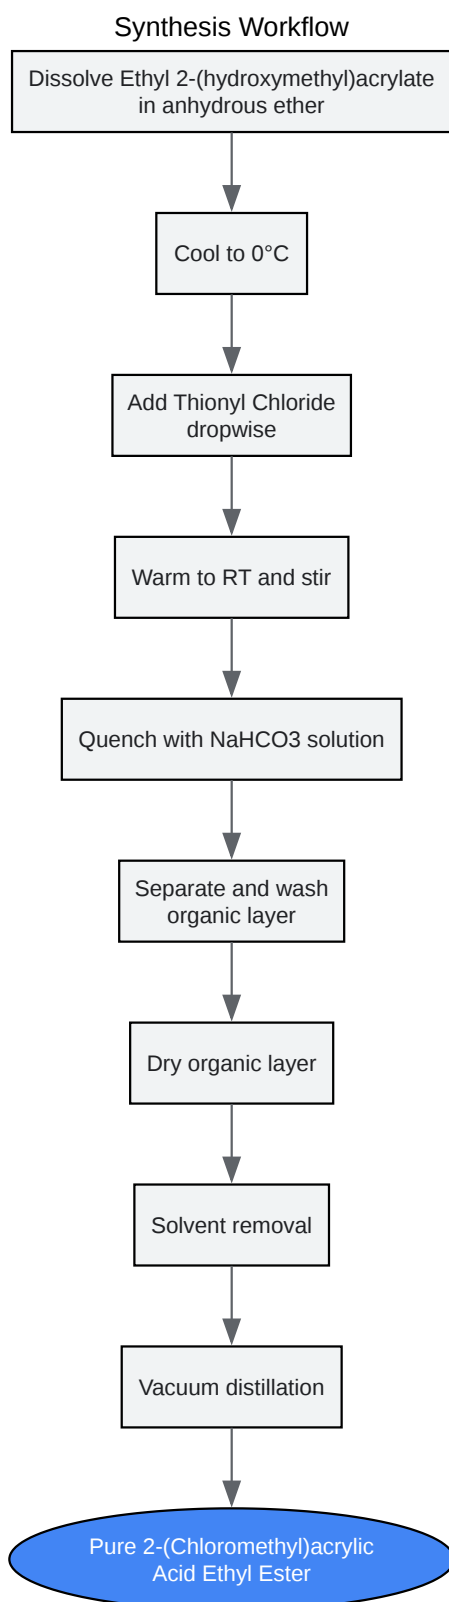 Synthesis Workflow
Dissolve Ethyl 2-(hydroxymethyl)acrylate
in anhydrous ether
Cool to 0°C
Add Thionyl Chloride
dropwise
Warm to RT and stir
Quench with NaHCO3 solution
Separate and wash
organic layer
Dry organic layer
Solvent removal
Vacuum distillation
Pure 2-(Chloromethyl)acrylic
Acid Ethyl Ester